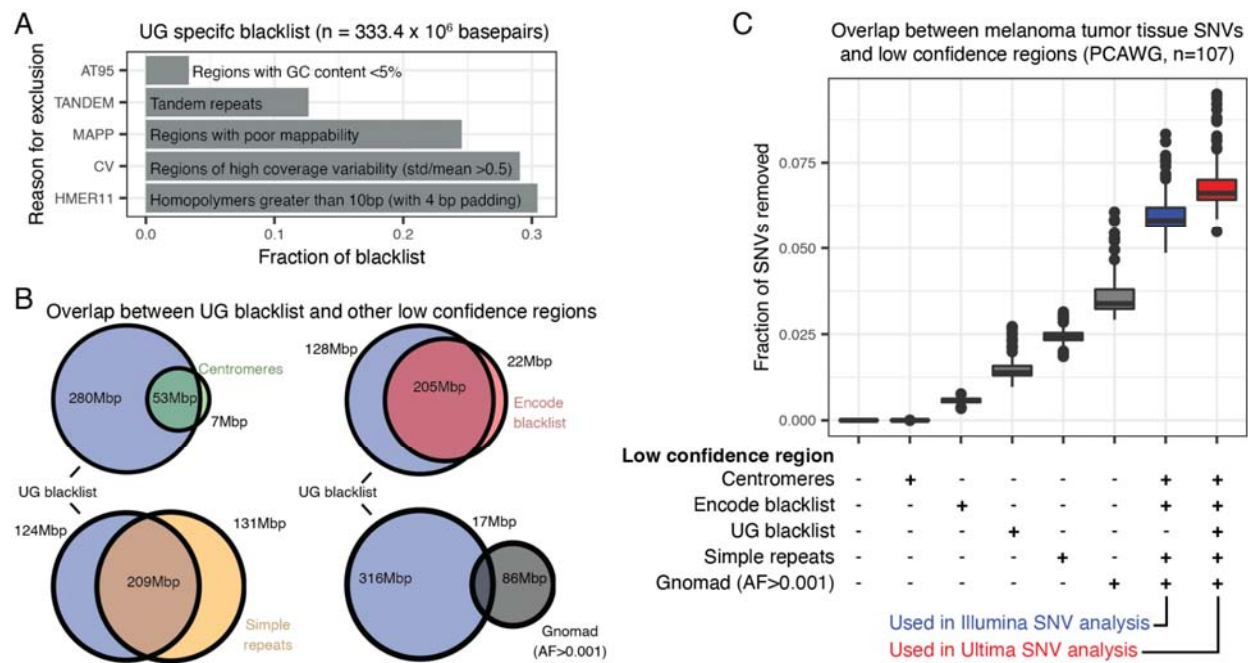 A
UG specifc blacklist (n = 333.4 x 10⁶ basepairs)
Reason for exclusion
AT95
Regions with GC content <5%
TANDEM
Tandem repeats
MAPP
Regions with poor mappability
CV
Regions of high coverage variability (std/mean >0.5)
HMER11
Homopolymers greater than 10bp (with 4 bp padding)
0.0 0.1 0.2 0.3
Fraction of blacklist
B
Overlap between UG blacklist and other low confidence regions
280Mbp
53Mbp
Centromeres
7Mbp
128Mbp
205Mbp
22Mbp
Encode
blacklist
UG blacklist
UG blacklist
124Mbp
209Mbp
131Mbp
Simple
repeats
316Mbp
17Mbp
86Mbp
Gnomad
(AF>0.001)
C
Overlap between melanoma tumor tissue SNVs
and low confidence regions (PCAWG, n=107)
Fraction of SNVs removed
0.075
0.050
0.025
0.000
Low confidence region
Centromeres - + - - - - + +
Encode blacklist - - + - - - + +
UG blacklist - - - + - - - +
Simple repeats - - - - + - + +
Gnomad (AF>0.001) - - - - - + + +
Used in Illumina SNV analysis
Used in Ultima SNV analysis